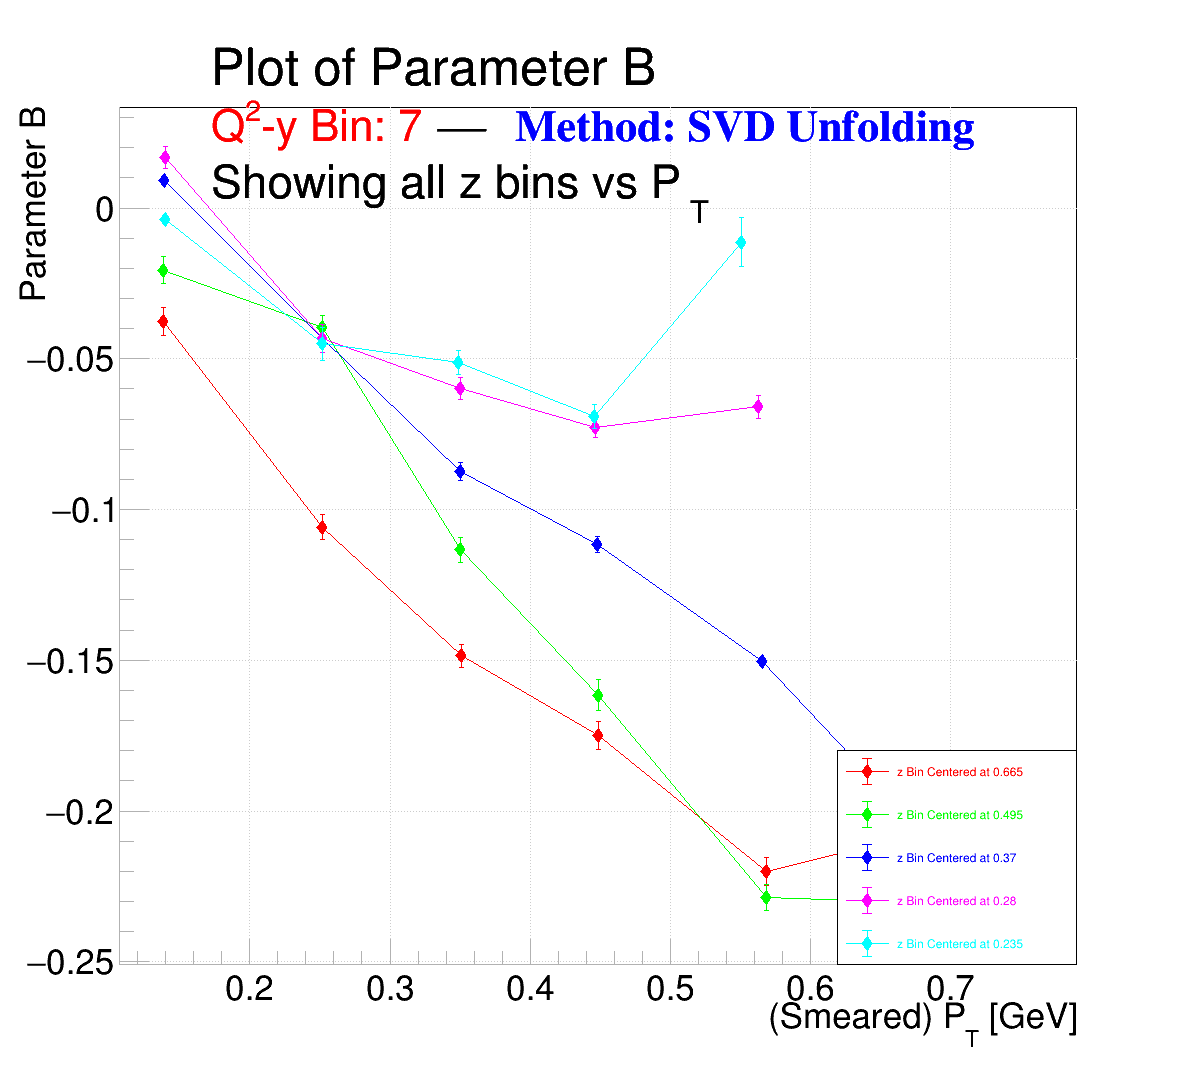 Plot of Parameter B
Q²-y Bin: 7 — Method: SVD Unfolding
Showing all z bins vs P_T
Parameter B
0
−0.05
−0.1
−0.15
−0.2
−0.25
z Bin Centered at 0.665
z Bin Centered at 0.495
z Bin Centered at 0.37
z Bin Centered at 0.28
z Bin Centered at 0.235
0.2 0.3 0.4 0.5 0.6 0.7
(Smeared) P_T [GeV]